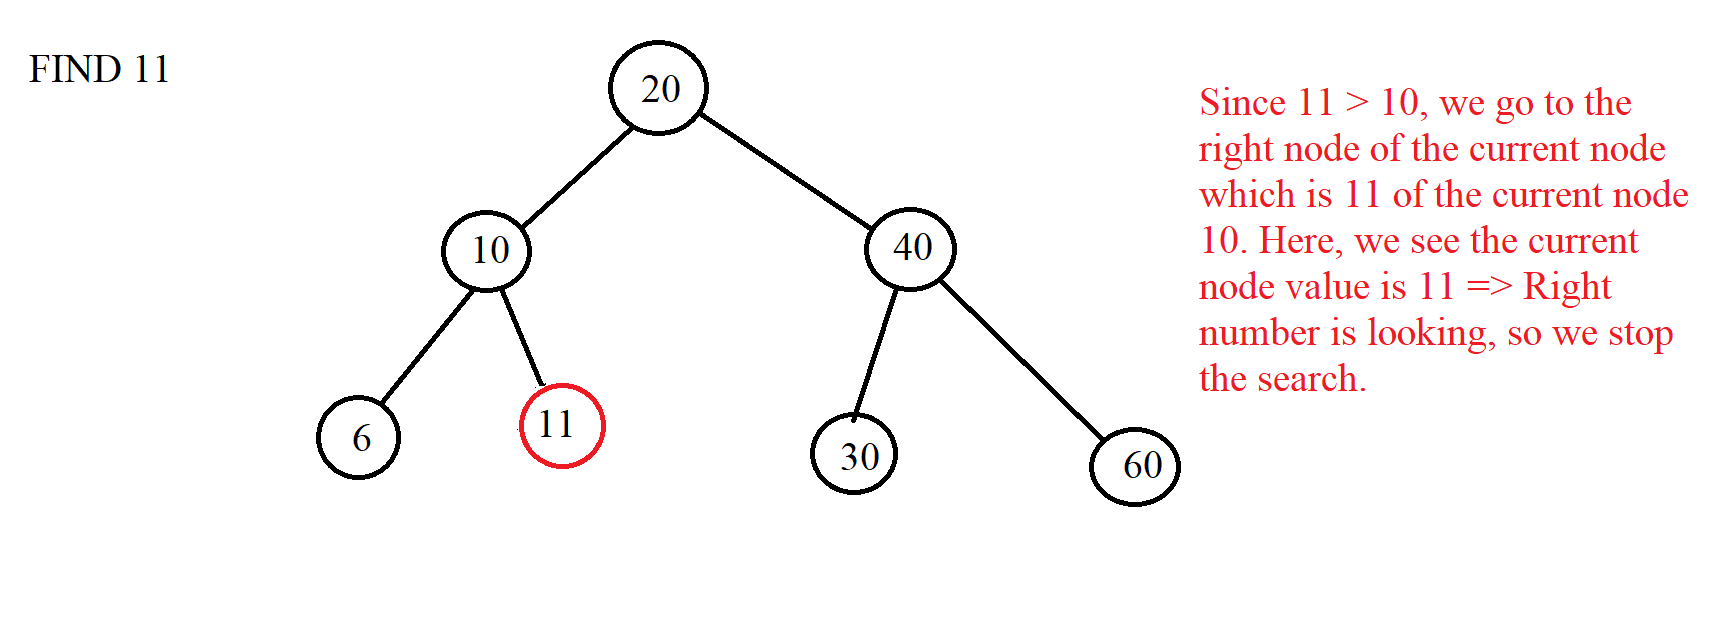 FIND 11
20
Since 11 > 10, we go to the
right node of the current node
which is 11 of the current node
10. Here, we see the current
node value is 11 => Right
number is looking, so we stop
the search.
10
40
6
11
30
60